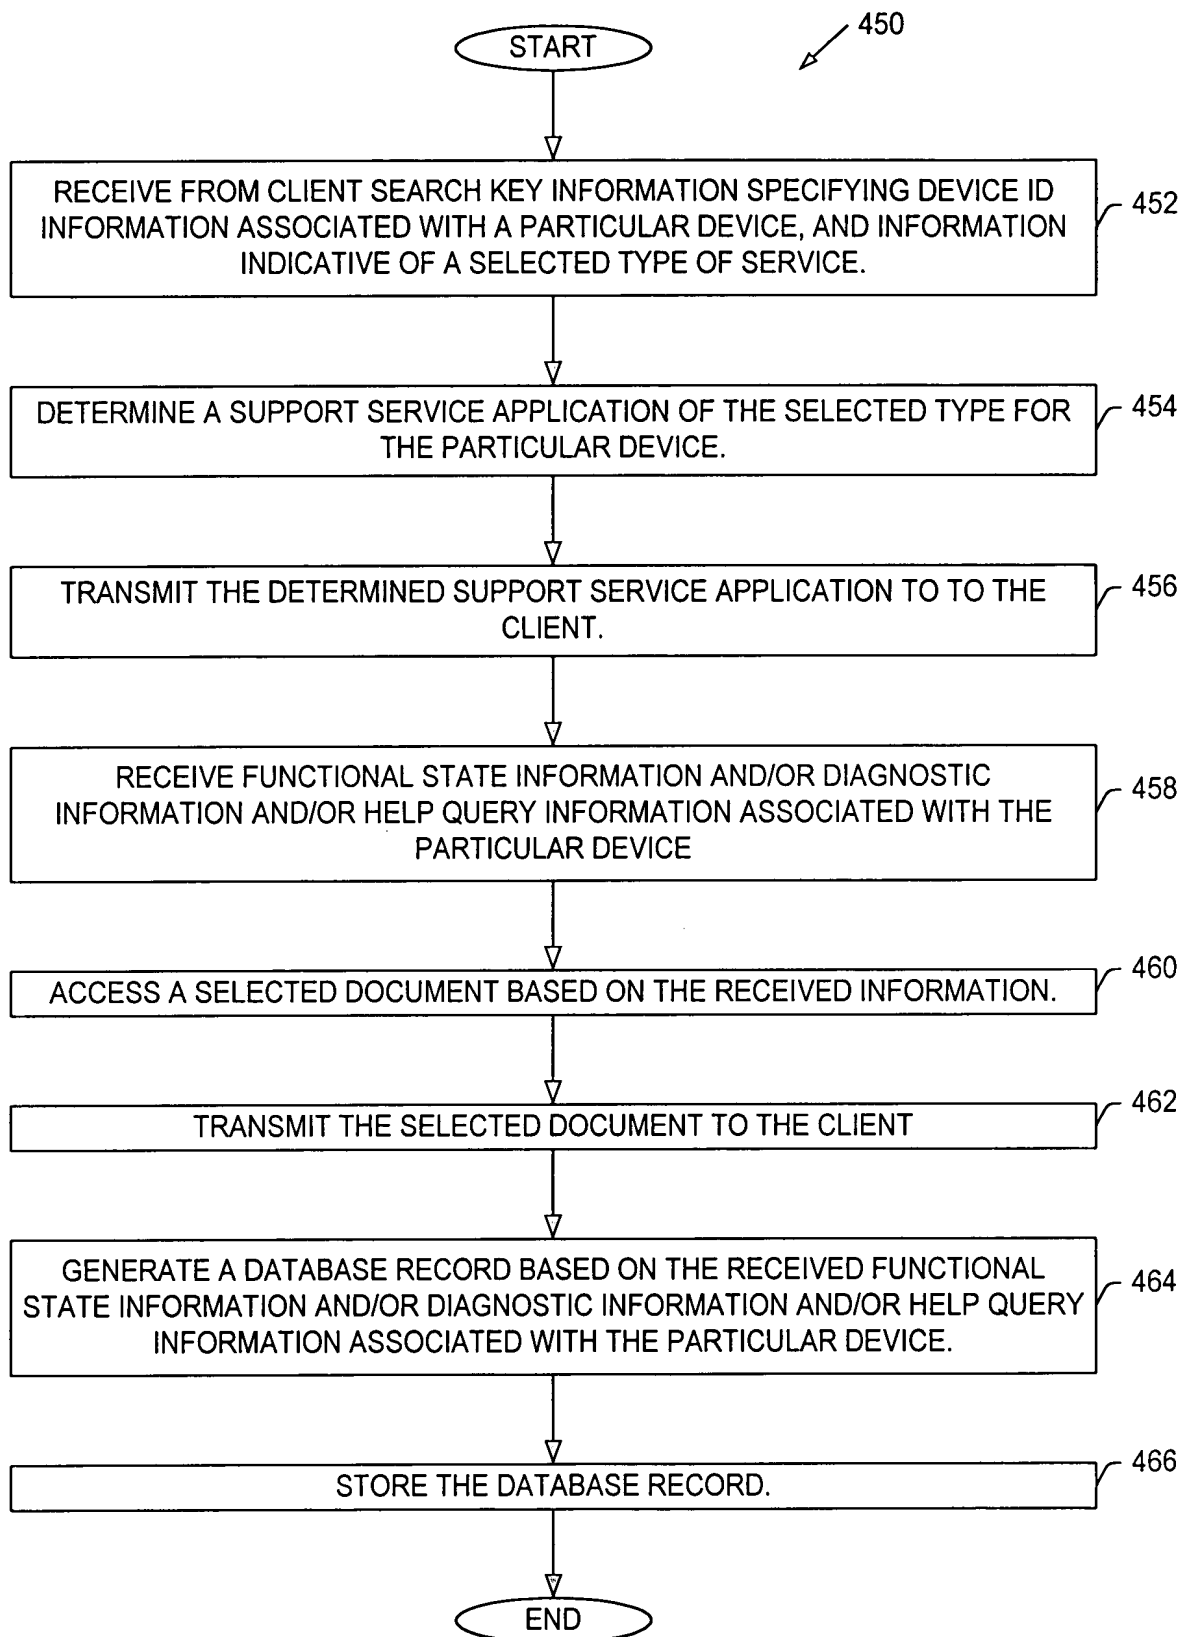 START
450
RECEIVE FROM CLIENT SEARCH KEY INFORMATION SPECIFYING DEVICE ID
INFORMATION ASSOCIATED WITH A PARTICULAR DEVICE, AND INFORMATION
INDICATIVE OF A SELECTED TYPE OF SERVICE.
452
DETERMINE A SUPPORT SERVICE APPLICATION OF THE SELECTED TYPE FOR
THE PARTICULAR DEVICE.
454
TRANSMIT THE DETERMINED SUPPORT SERVICE APPLICATION TO TO THE
CLIENT.
456
RECEIVE FUNCTIONAL STATE INFORMATION AND/OR DIAGNOSTIC
INFORMATION AND/OR HELP QUERY INFORMATION ASSOCIATED WITH THE
PARTICULAR DEVICE
458
ACCESS A SELECTED DOCUMENT BASED ON THE RECEIVED INFORMATION.
460
TRANSMIT THE SELECTED DOCUMENT TO THE CLIENT
462
GENERATE A DATABASE RECORD BASED ON THE RECEIVED FUNCTIONAL
STATE INFORMATION AND/OR DIAGNOSTIC INFORMATION AND/OR HELP QUERY
INFORMATION ASSOCIATED WITH THE PARTICULAR DEVICE.
464
STORE THE DATABASE RECORD.
466
END